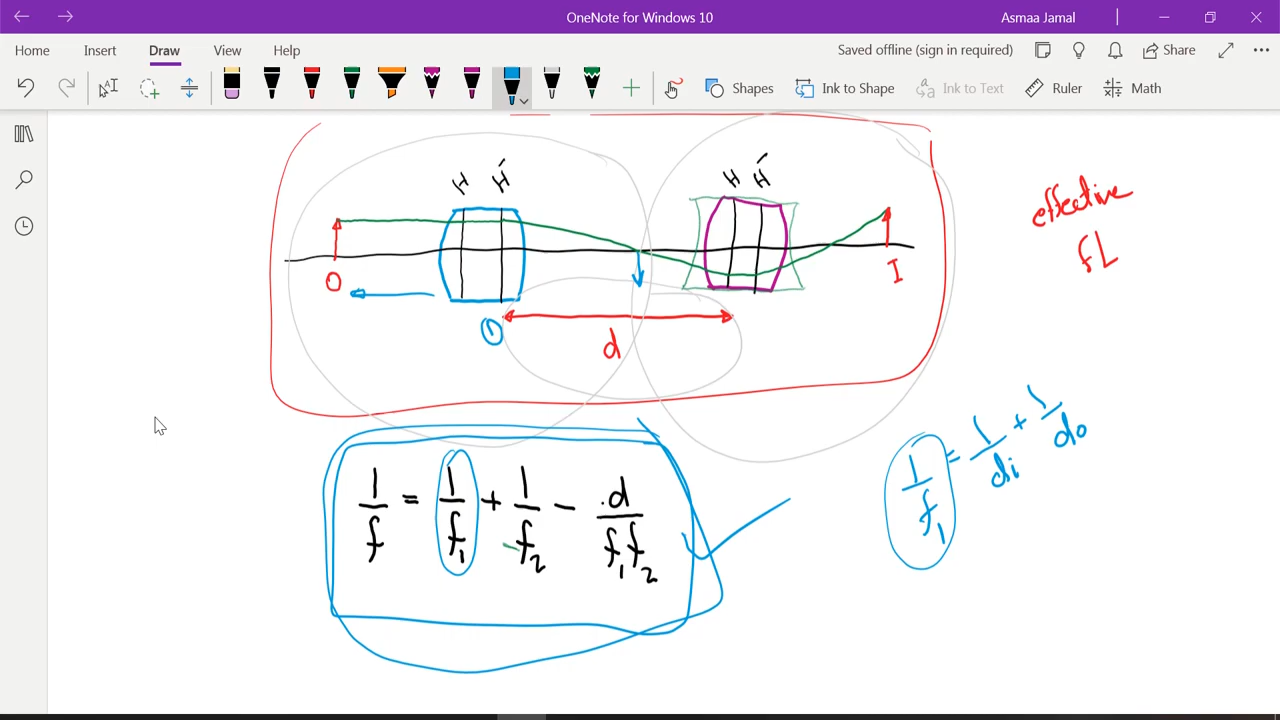 OneNote for Windows 10
Asmaa Jamal
Home Insert Draw View Help
Saved offline (sign in required)
Share
Shapes
Ink to Shape
Ink to Text
Ruler
Math
H H́ H H́
effective
fL
O I
① d
1/f = 1/f₁ + 1/f₂ − d/f₁f₂
1/f₁ = 1/di + 1/do